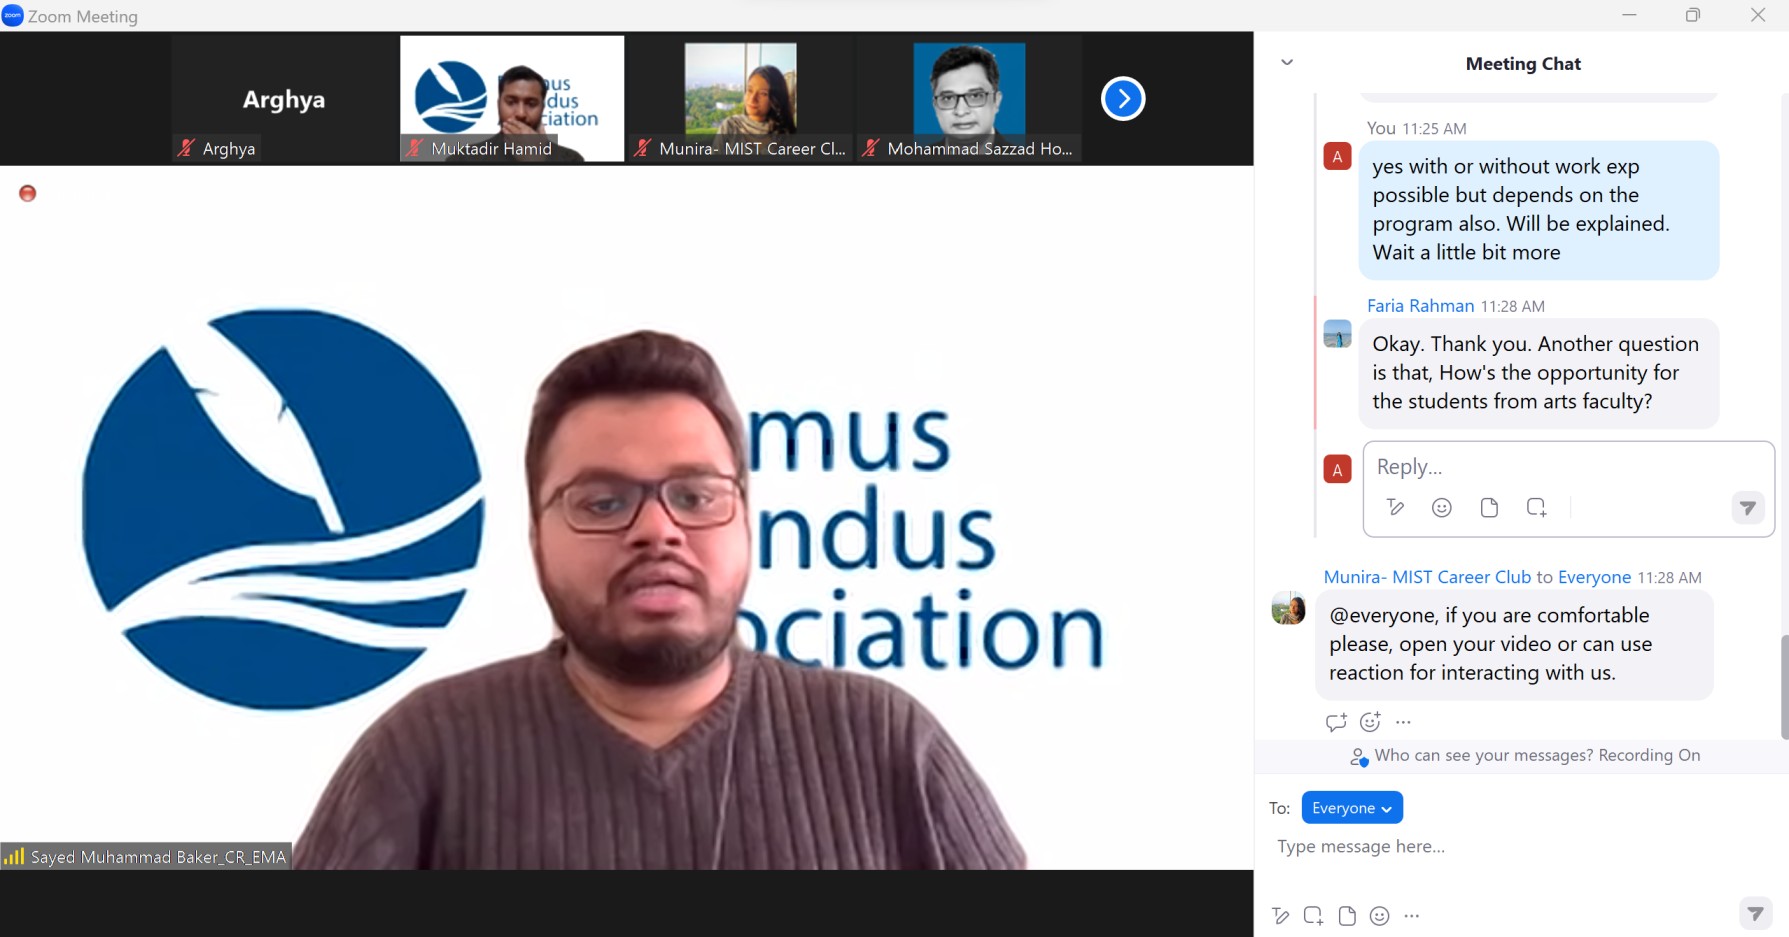 zoom
Zoom Meeting
Arghya
Arghya
us
dus
iation
Muktadir Hamid
Munira- MIST Career Cl...
Mohammad Sazzad Ho...
mus
ndus
ociation
Sayed Muhammad Baker_CR_EMA
Meeting Chat
You 11:25 AM
A
yes with or without work exp
possible but depends on the
program also. Will be explained.
Wait a little bit more
Faria Rahman 11:28 AM
Okay. Thank you. Another question
is that, How's the opportunity for
the students from arts faculty?
A
Reply...
Munira- MIST Career Club to Everyone 11:28 AM
@everyone, if you are comfortable
please, open your video or can use
reaction for interacting with us.
Who can see your messages? Recording On
To: Everyone
Type message here...